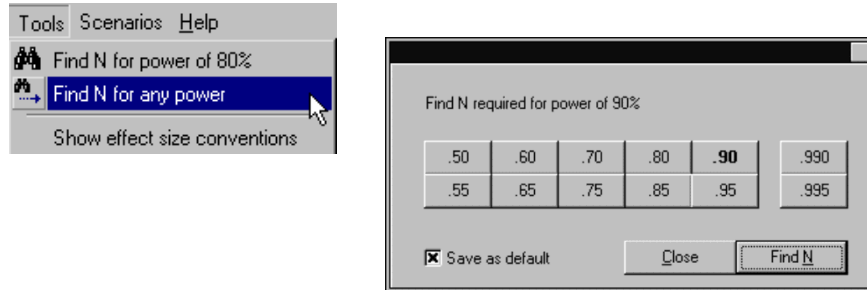 Tools Scenarios Help
Find N for power of 80%
Find N for any power
Show effect size conventions
Find N required for power of 90%
.50 .60 .70 .80 .90 .990
.55 .65 .75 .85 .95 .995
Save as default Close Find N